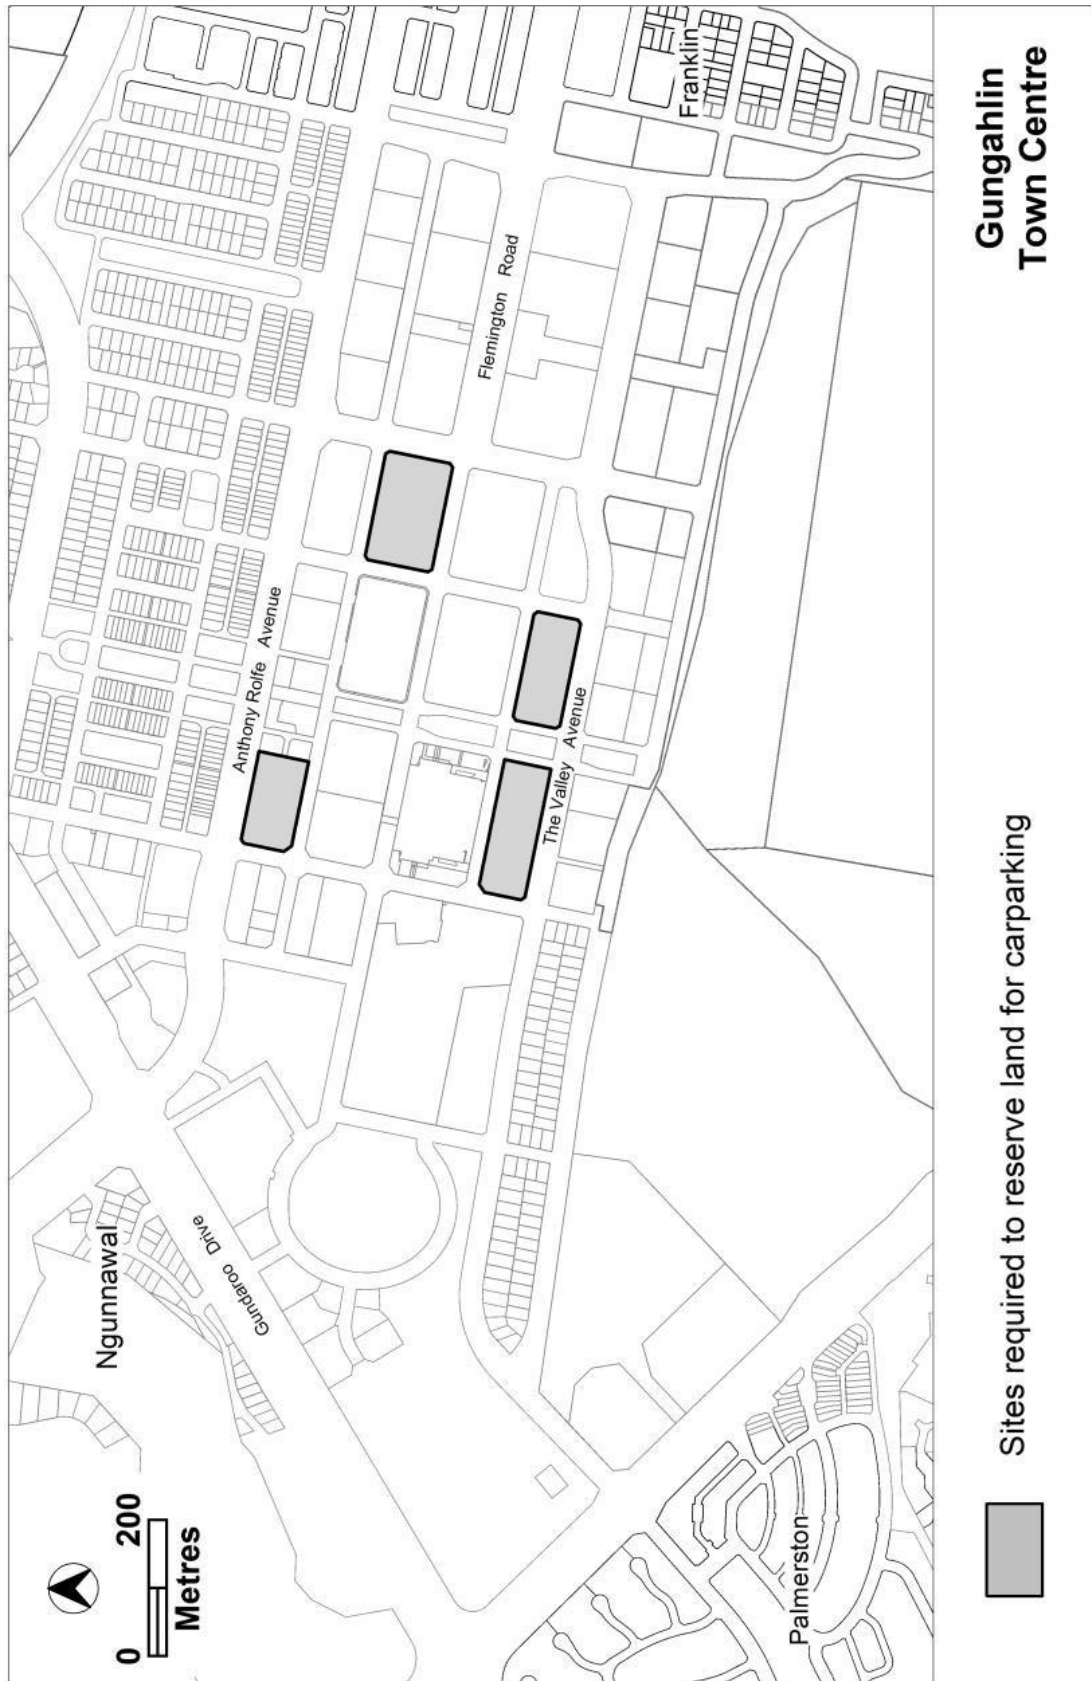 Ngunnawal
Gundaroo Drive
Anthony Rolfe Avenue
Flemington Road
The Valley Avenue
Franklin
Palmerston
0 200
Metres
Sites required to reserve land for carparking
Gungahlin
Town Centre